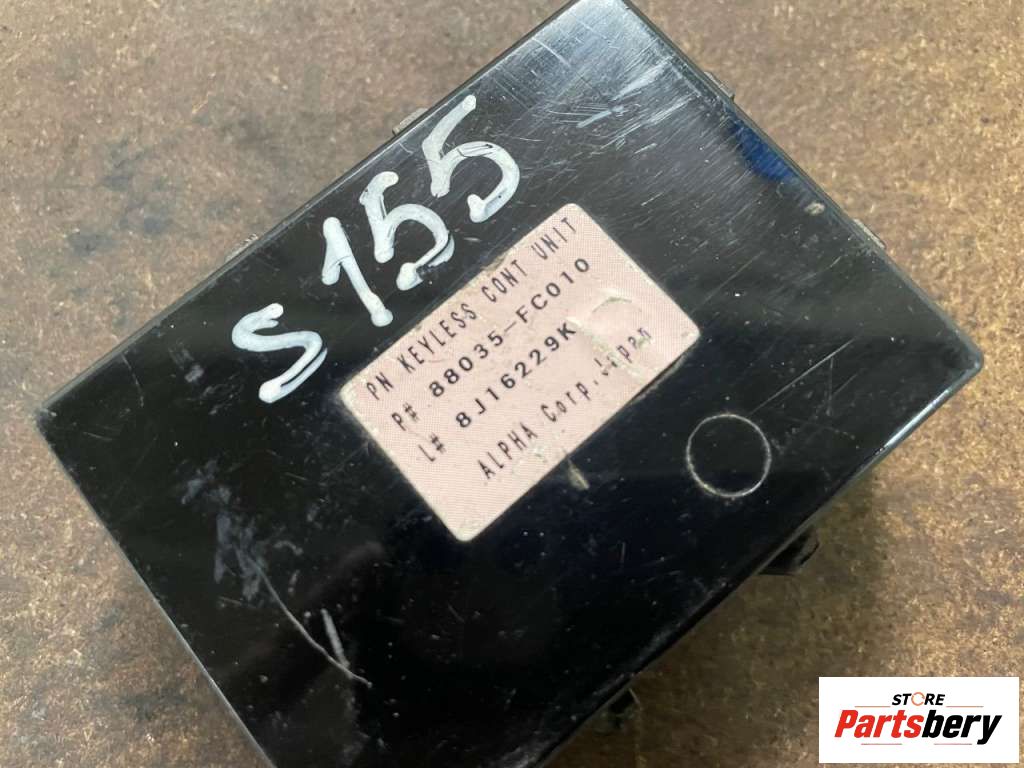 S155
PN KEYLESS CONT UNIT
P# 88035-FC010
L# 8J16229K
ALPHA Corp, Japan
STORE
Partsbery